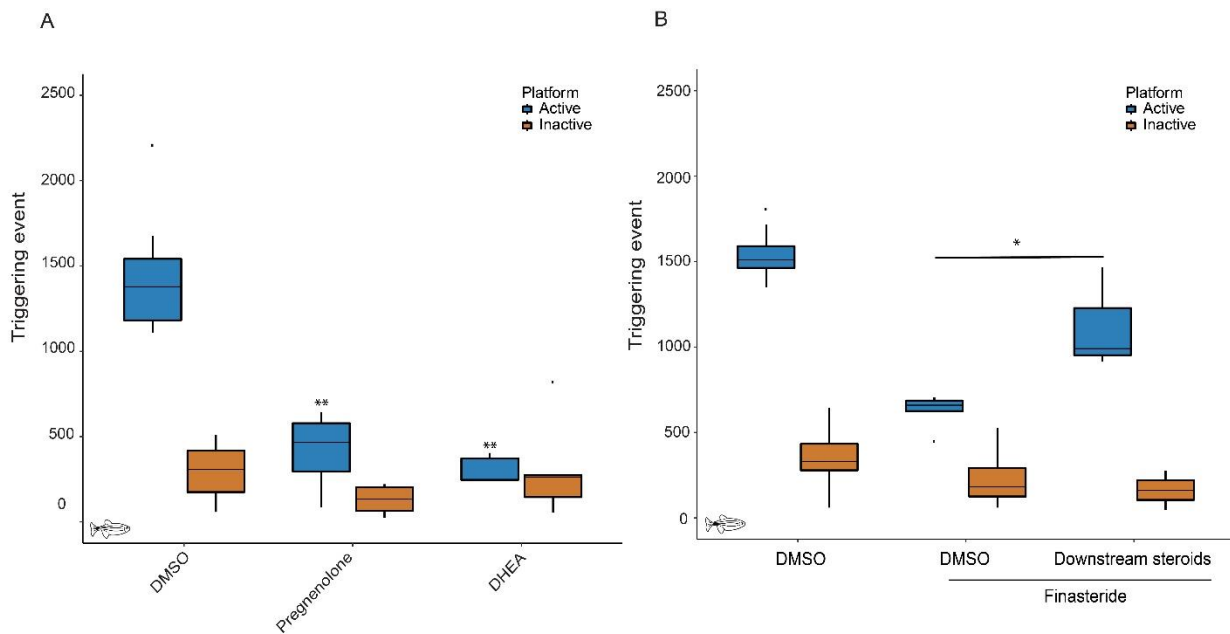 A
Triggering event
2500
2000
1500
1000
500
0
Platform
Active
Inactive
**
**
DMSO
Pregnenolone
DHEA
B
Triggering event
2500
2000
1500
1000
500
0
Platform
Active
Inactive
*
DMSO
DMSO
Downstream steroids
Finasteride